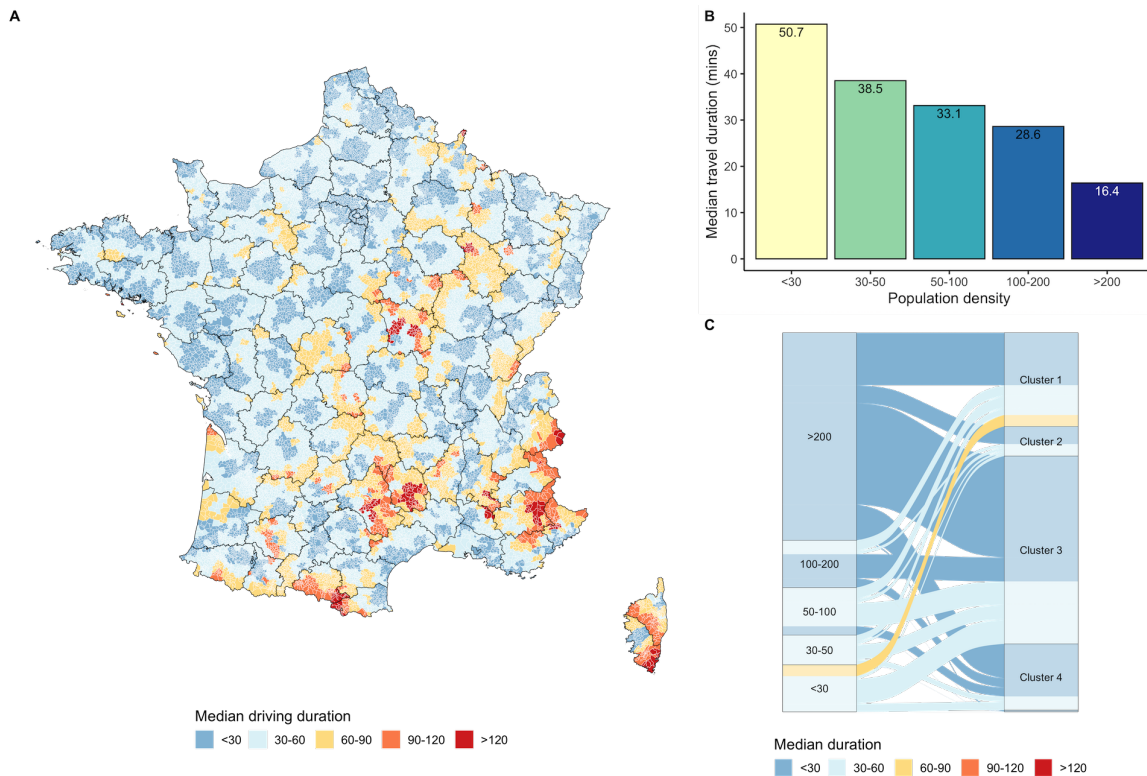 A
Median driving duration
<30
30-60
60-90
90-120
>120
B
Median travel duration (mins)
50
40
30
20
10
0
50.7
38.5
33.1
28.6
16.4
<30
30-50
50-100
100-200
>200
Population density
C
>200
100-200
50-100
30-50
<30
Cluster 1
Cluster 2
Cluster 3
Cluster 4
Median duration
<30
30-60
60-90
90-120
>120